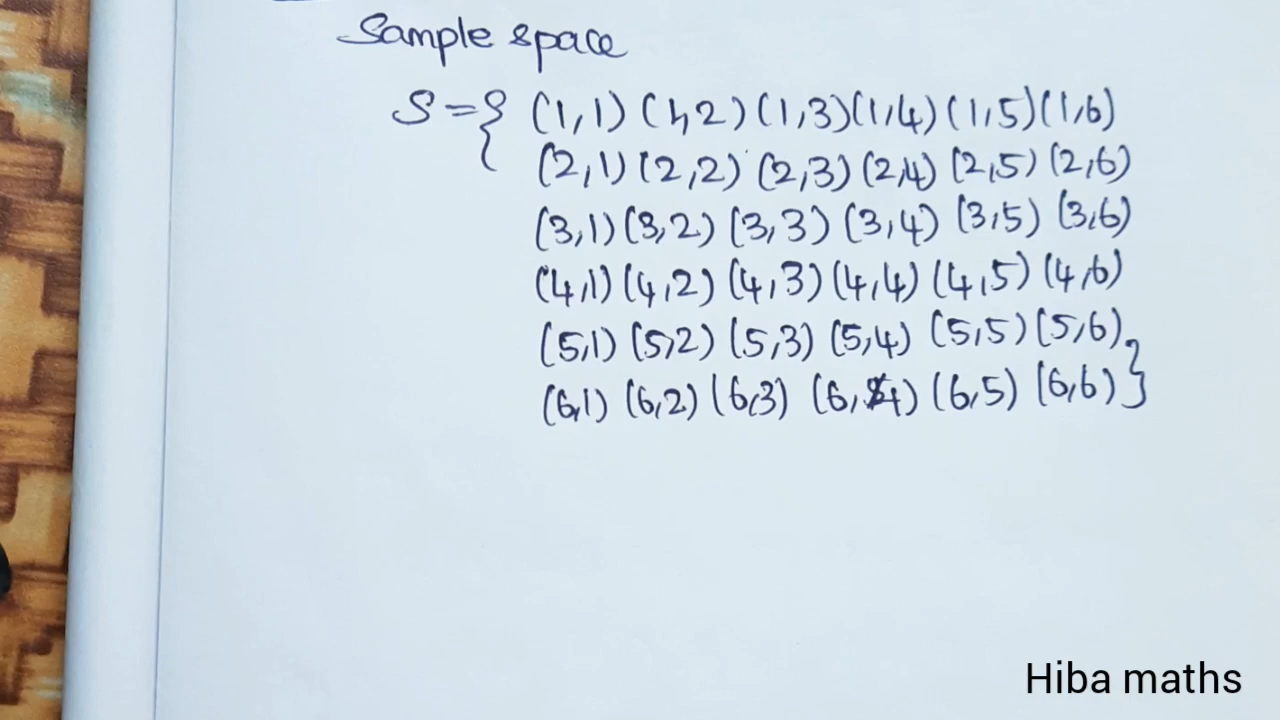 Sample space
S = { (1,1) (1,2) (1,3) (1,4) (1,5) (1,6)
(2,1) (2,2) (2,3) (2,4) (2,5) (2,6)
(3,1) (3,2) (3,3) (3,4) (3,5) (3,6)
(4,1) (4,2) (4,3) (4,4) (4,5) (4,6)
(5,1) (5,2) (5,3) (5,4) (5,5) (5,6)
(6,1) (6,2) (6,3) (6,4) (6,5) (6,6) }
Hiba maths